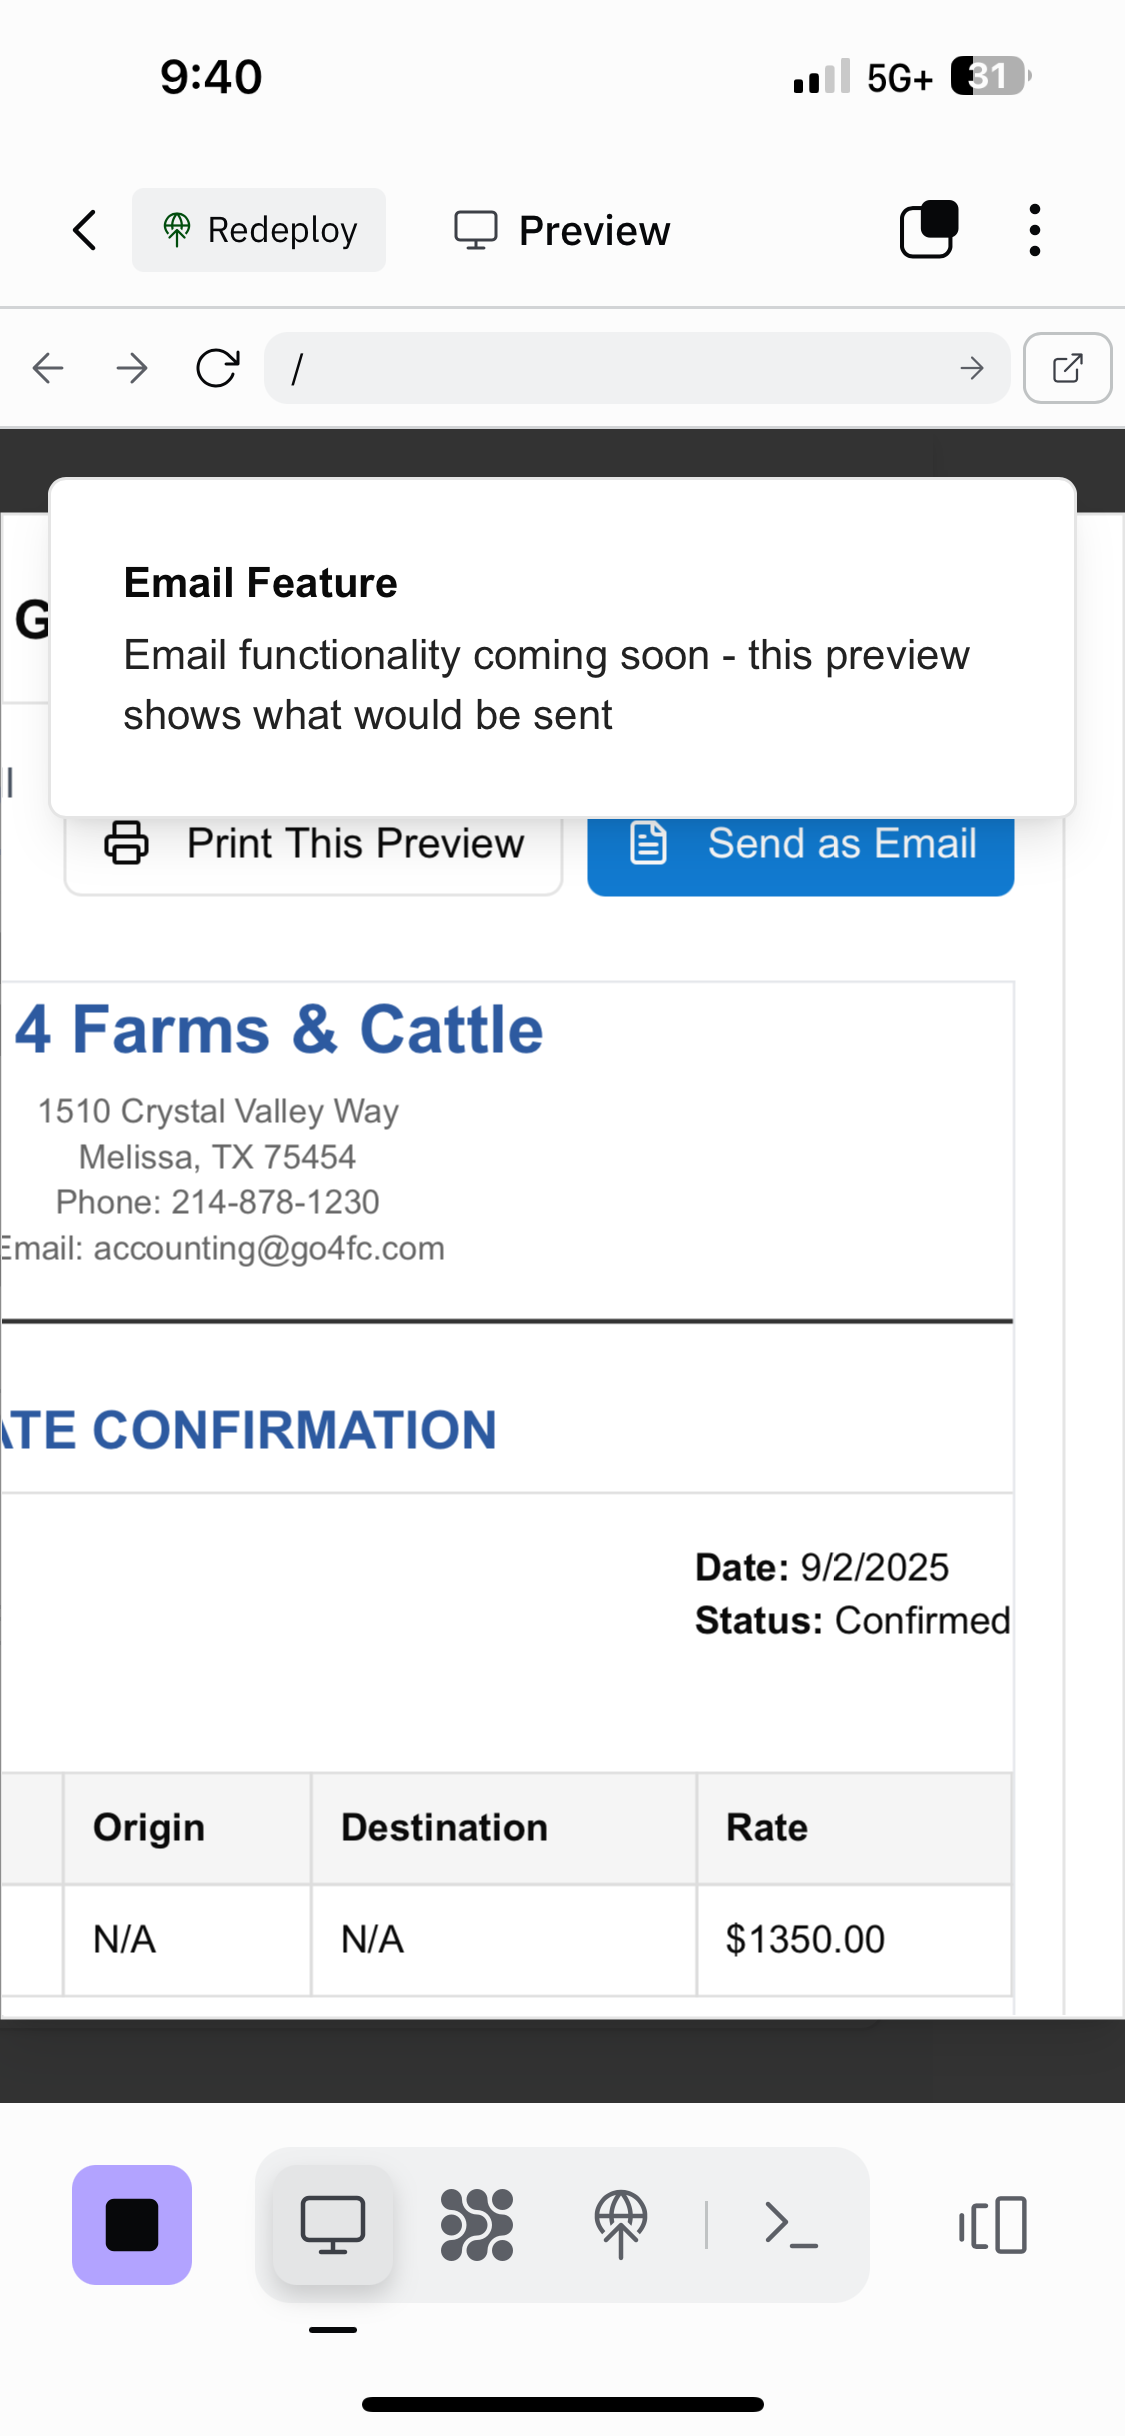 9:40
5G+
31
Redeploy
Preview
/
Email Feature
Email functionality coming soon - this preview
shows what would be sent
G
Print This Preview
Send as Email
4 Farms & Cattle
1510 Crystal Valley Way
Melissa, TX 75454
Phone: 214-878-1230
Email: accounting@go4fc.com
ATE CONFIRMATION
Date: 9/2/2025
Status: Confirmed
Origin
Destination
Rate
N/A
N/A
$1350.00